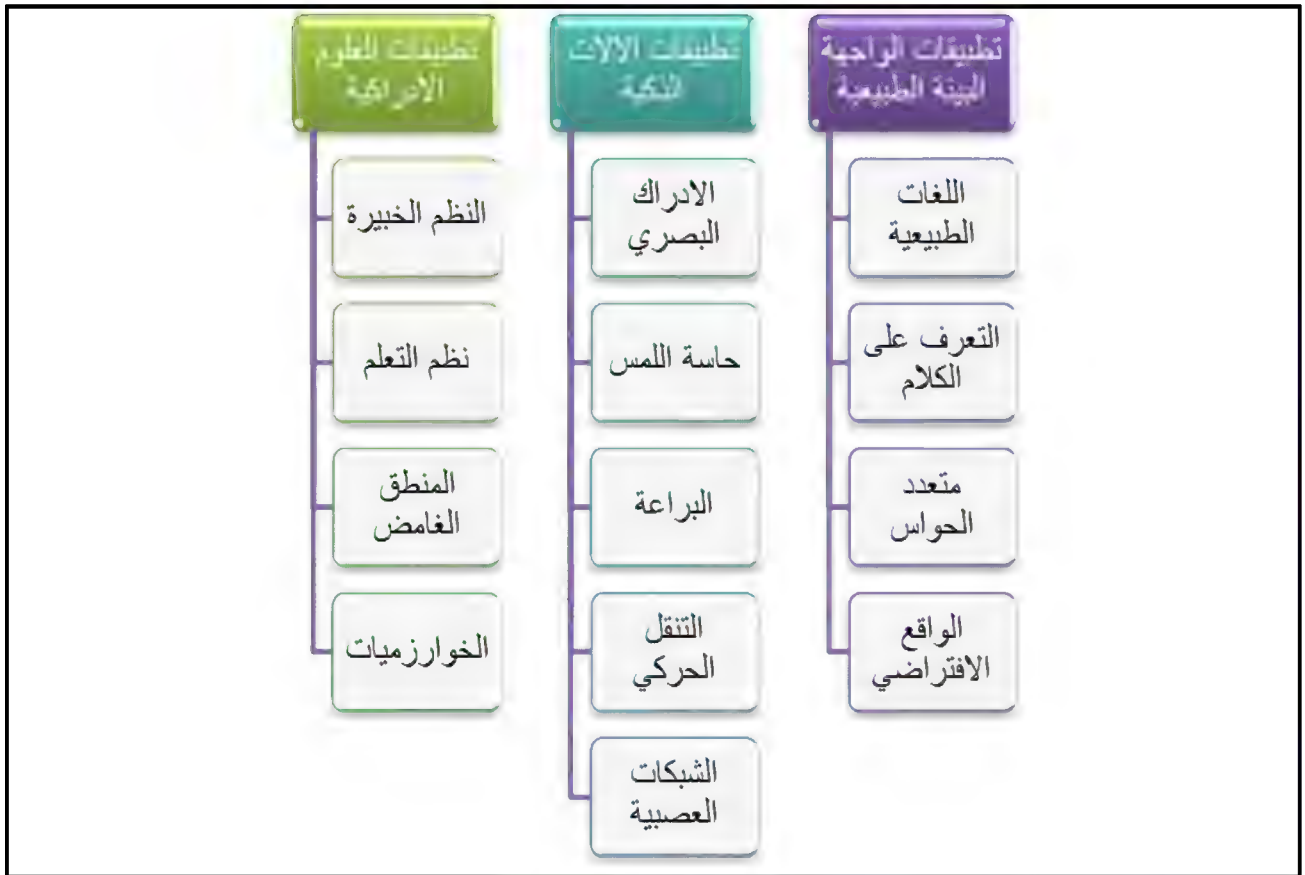 تطبيقات الواجهة
البينة الطبيعية
اللغات
الطبيعية
التعرف على
الكلام
متعدد
الحواس
الواقع
الافتراضي
تطبيقات الالات
الذكية
الادراك
البصري
حاسة اللمس
البراعة
التنقل
الحركي
الشبكات
العصبية
تطبيقات العلوم
الادراكية
النظم الخبيرة
نظم التعلم
المنطق
الغامض
الخوارزميات